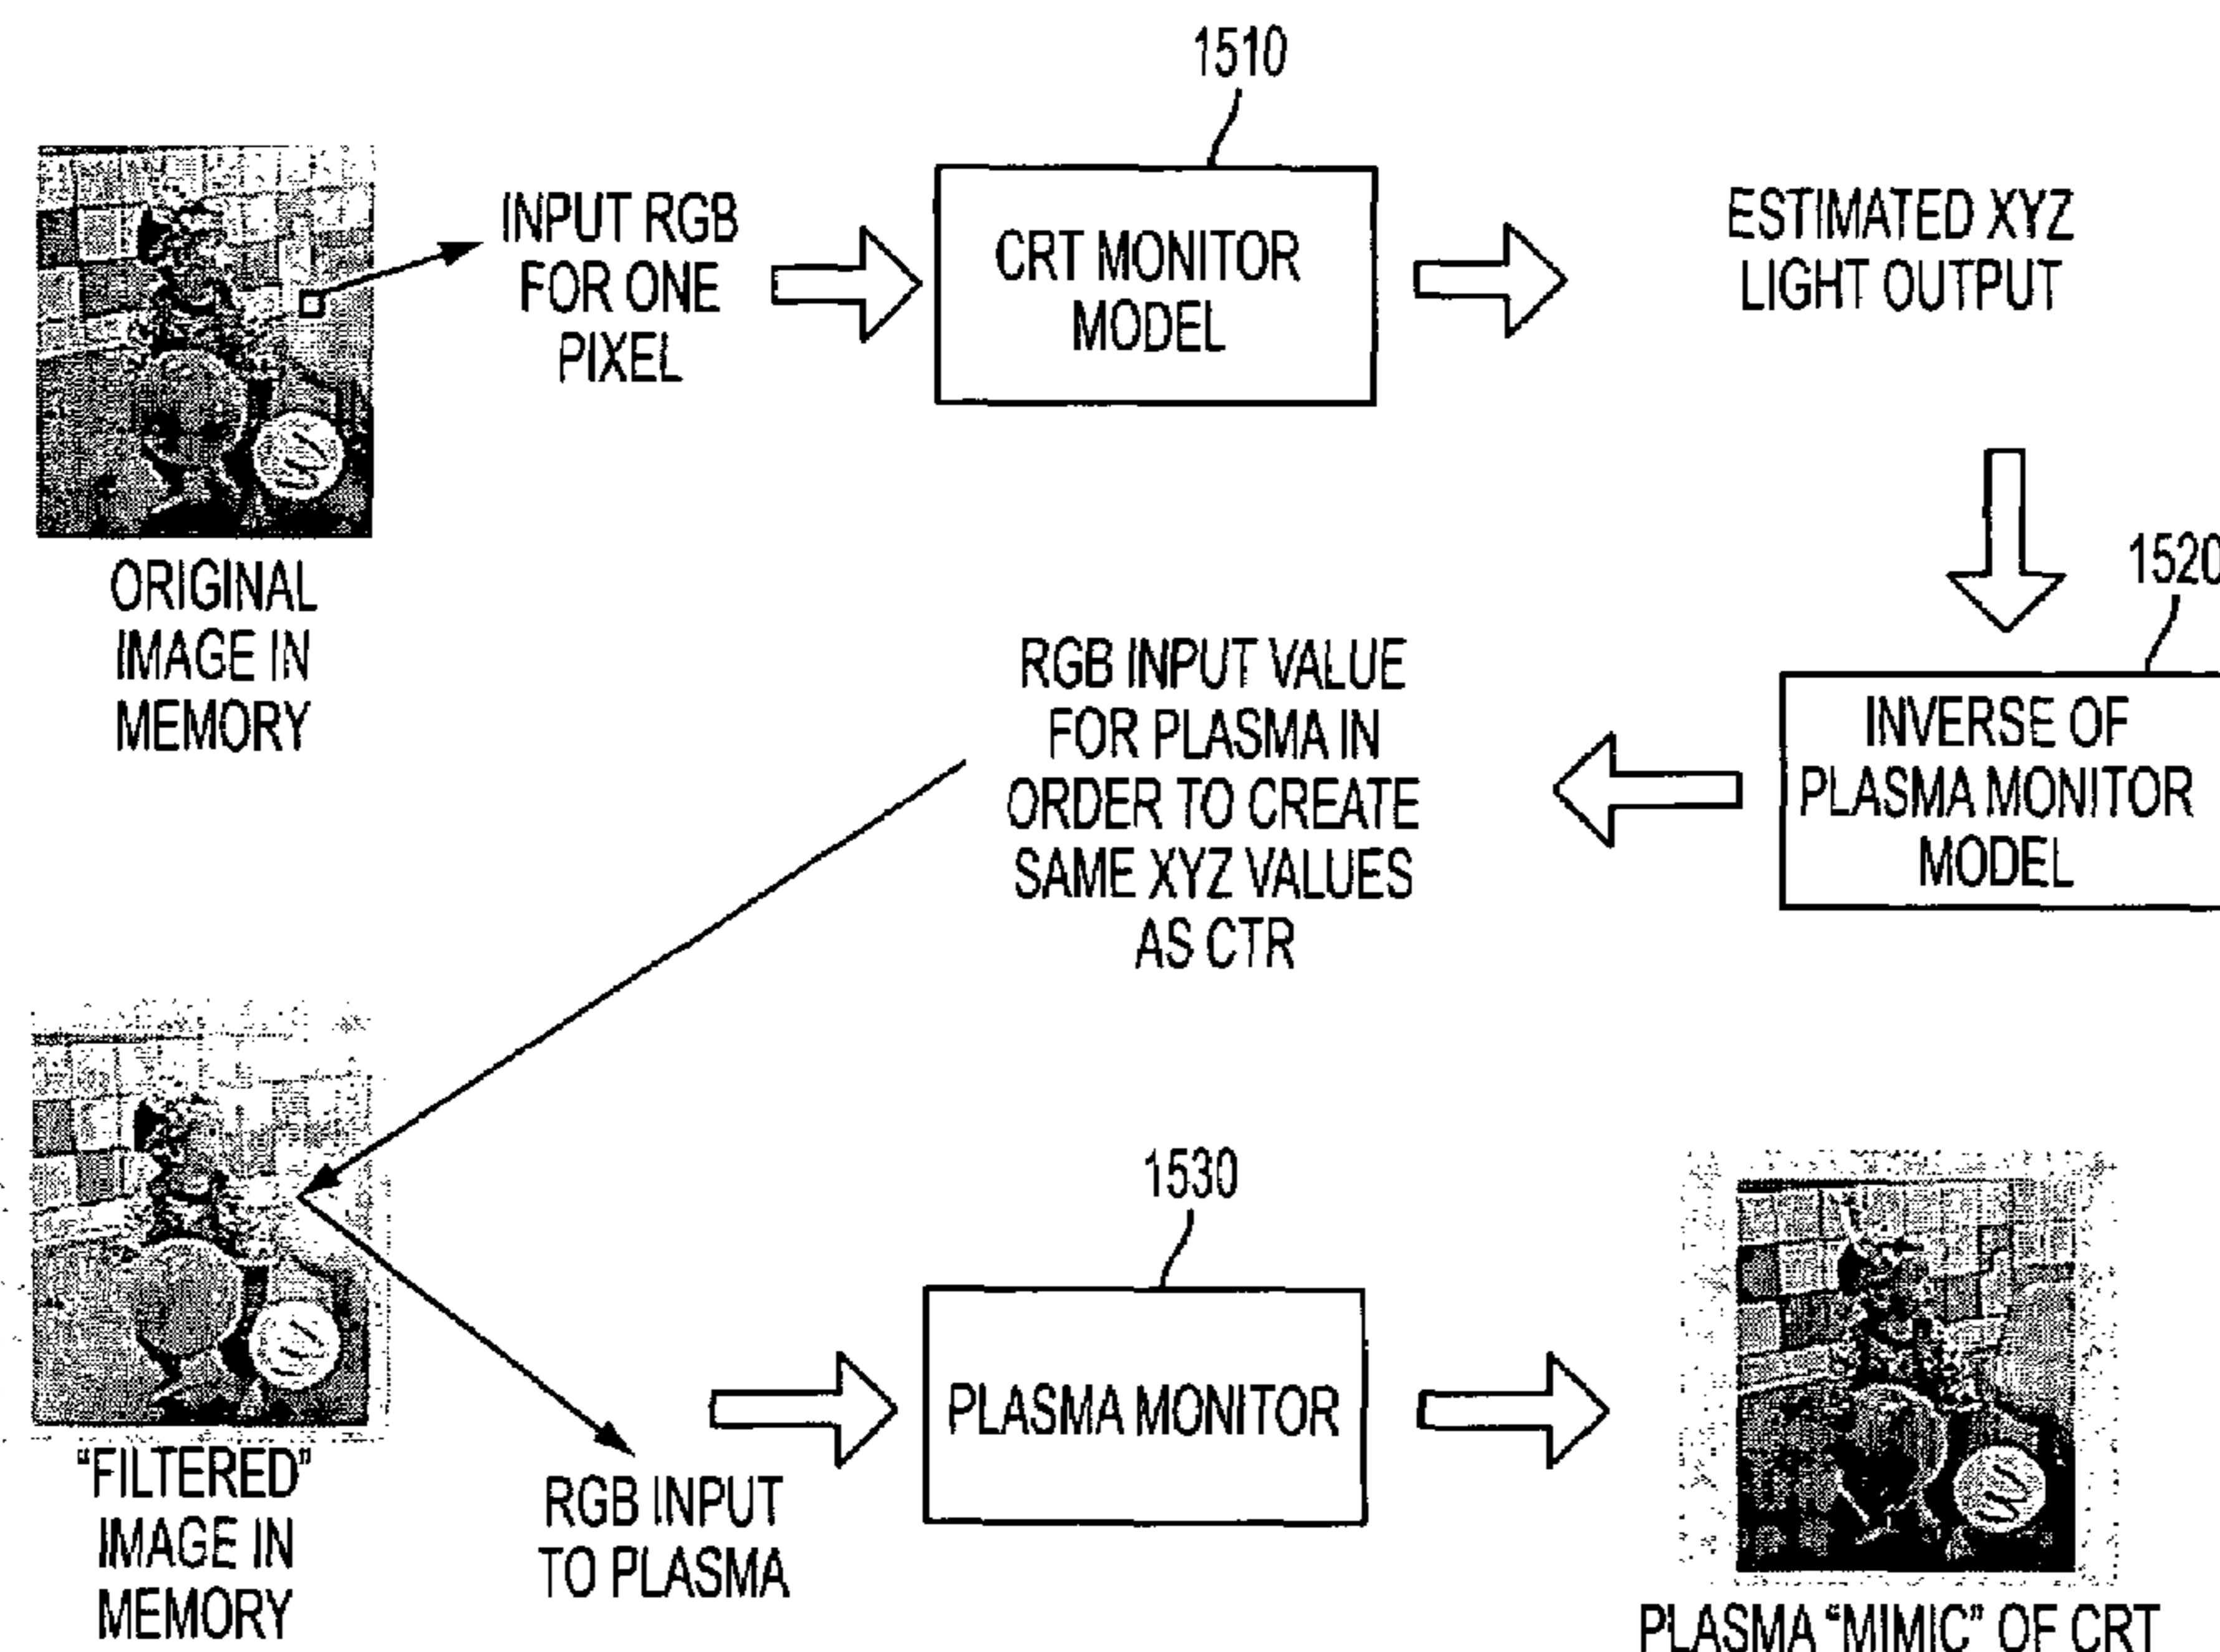 1510
INPUT RGB
FOR ONE
PIXEL
CRT MONITOR
MODEL
ESTIMATED XYZ
LIGHT OUTPUT
ORIGINAL
IMAGE IN
MEMORY
1520
INVERSE OF
PLASMA MONITOR
MODEL
RGB INPUT VALUE
FOR PLASMA IN
ORDER TO CREATE
SAME XYZ VALUES
AS CTR
"FILTERED"
IMAGE IN
MEMORY
RGB INPUT
TO PLASMA
1530
PLASMA MONITOR
PLASMA "MIMIC" OF CRT